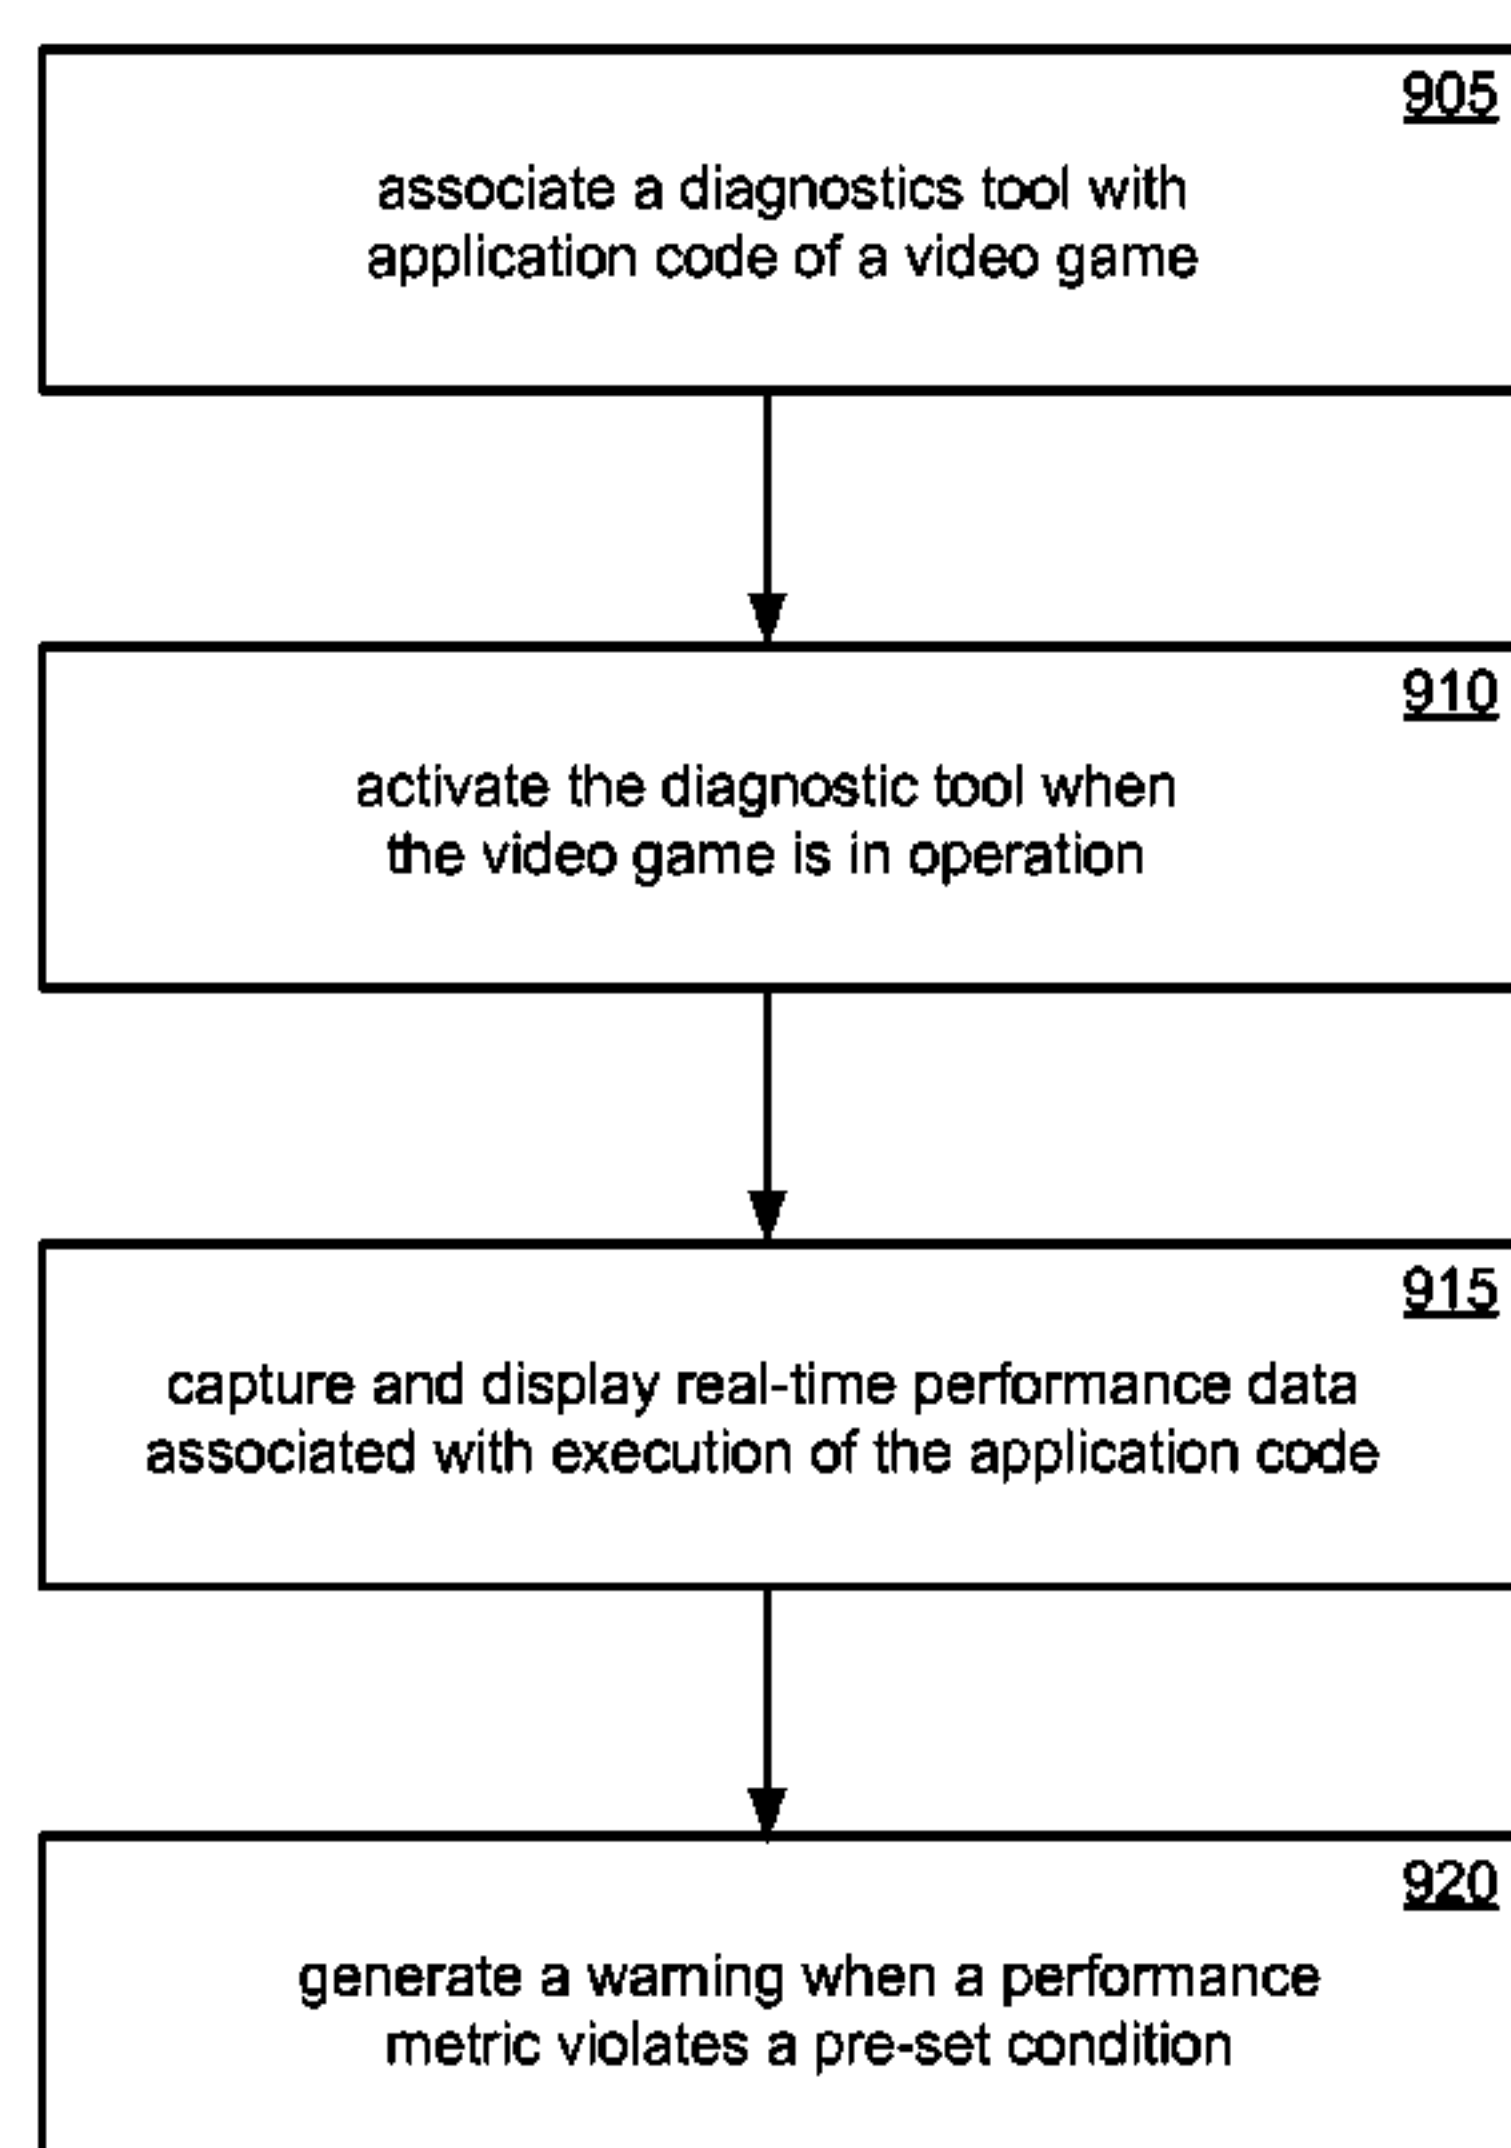 905
associate a diagnostics tool with
application code of a video game
910
activate the diagnostic tool when
the video game is in operation
915
capture and display real-time performance data
associated with execution of the application code
920
generate a warning when a performance
metric violates a pre-set condition